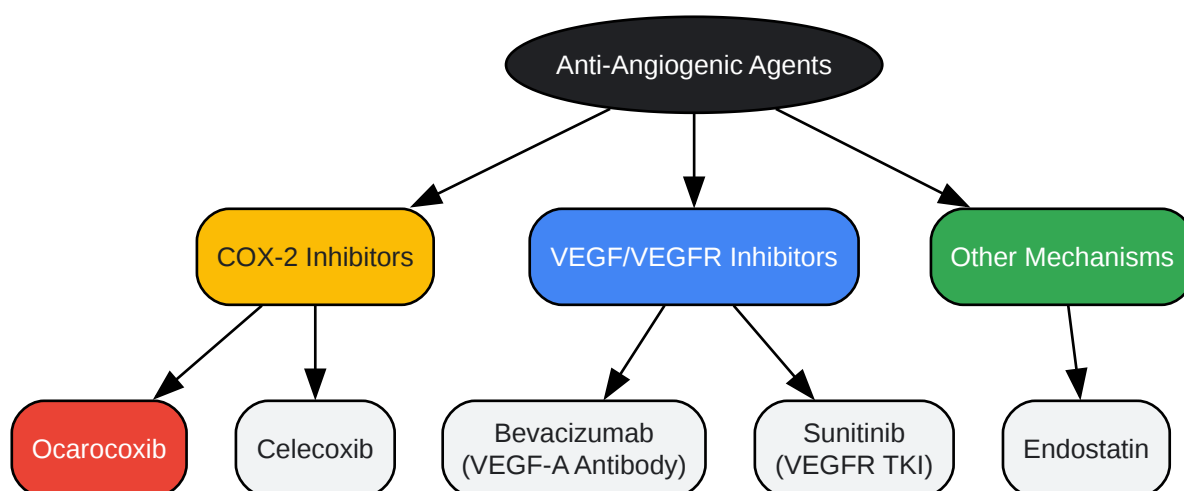 Anti-Angiogenic Agents
COX-2 Inhibitors
VEGF/VEGFR Inhibitors
Other Mechanisms
Ocarocoxib
Celecoxib
Bevacizumab
(VEGF-A Antibody)
Sunitinib
(VEGFR TKI)
Endostatin